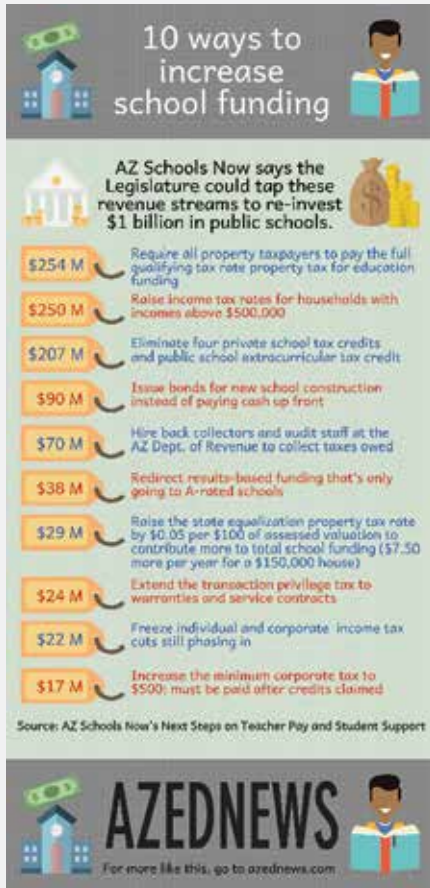 10 ways to
increase
school funding
AZ Schools Now says the
Legislature could tap these
revenue streams to re-invest
$1 billion in public schools.
$254 M
Require all property taxpayers to pay the full
qualifying tax rate property tax for education
funding
$250 M
Raise income tax rates for households with
incomes above $500,000
$207 M
Eliminate four private school tax credits
and public school extracurricular tax credit
$90 M
Issue bonds for new school construction
instead of paying cash up front
$70 M
Hire back collectors and audit staff at the
AZ Dept. of Revenue to collect taxes owed
$38 M
Redirect results-based funding that's only
going to A-rated schools
$29 M
Raise the state equalization property tax rate
by $0.05 per $100 of assessed valuation to
contribute more to total school funding ($7.50
more per year for a $150,000 house)
$24 M
Extend the transaction privilege tax to
warranties and service contracts
$22 M
Freeze individual and corporate income tax
cuts still phasing in
$17 M
Increase the minimum corporate tax to
$500; must be paid after credits claimed
Source: AZ Schools Now's Next Steps on Teacher Pay and Student Support
AZEDNEWS
For more like this, go to azednews.com
$